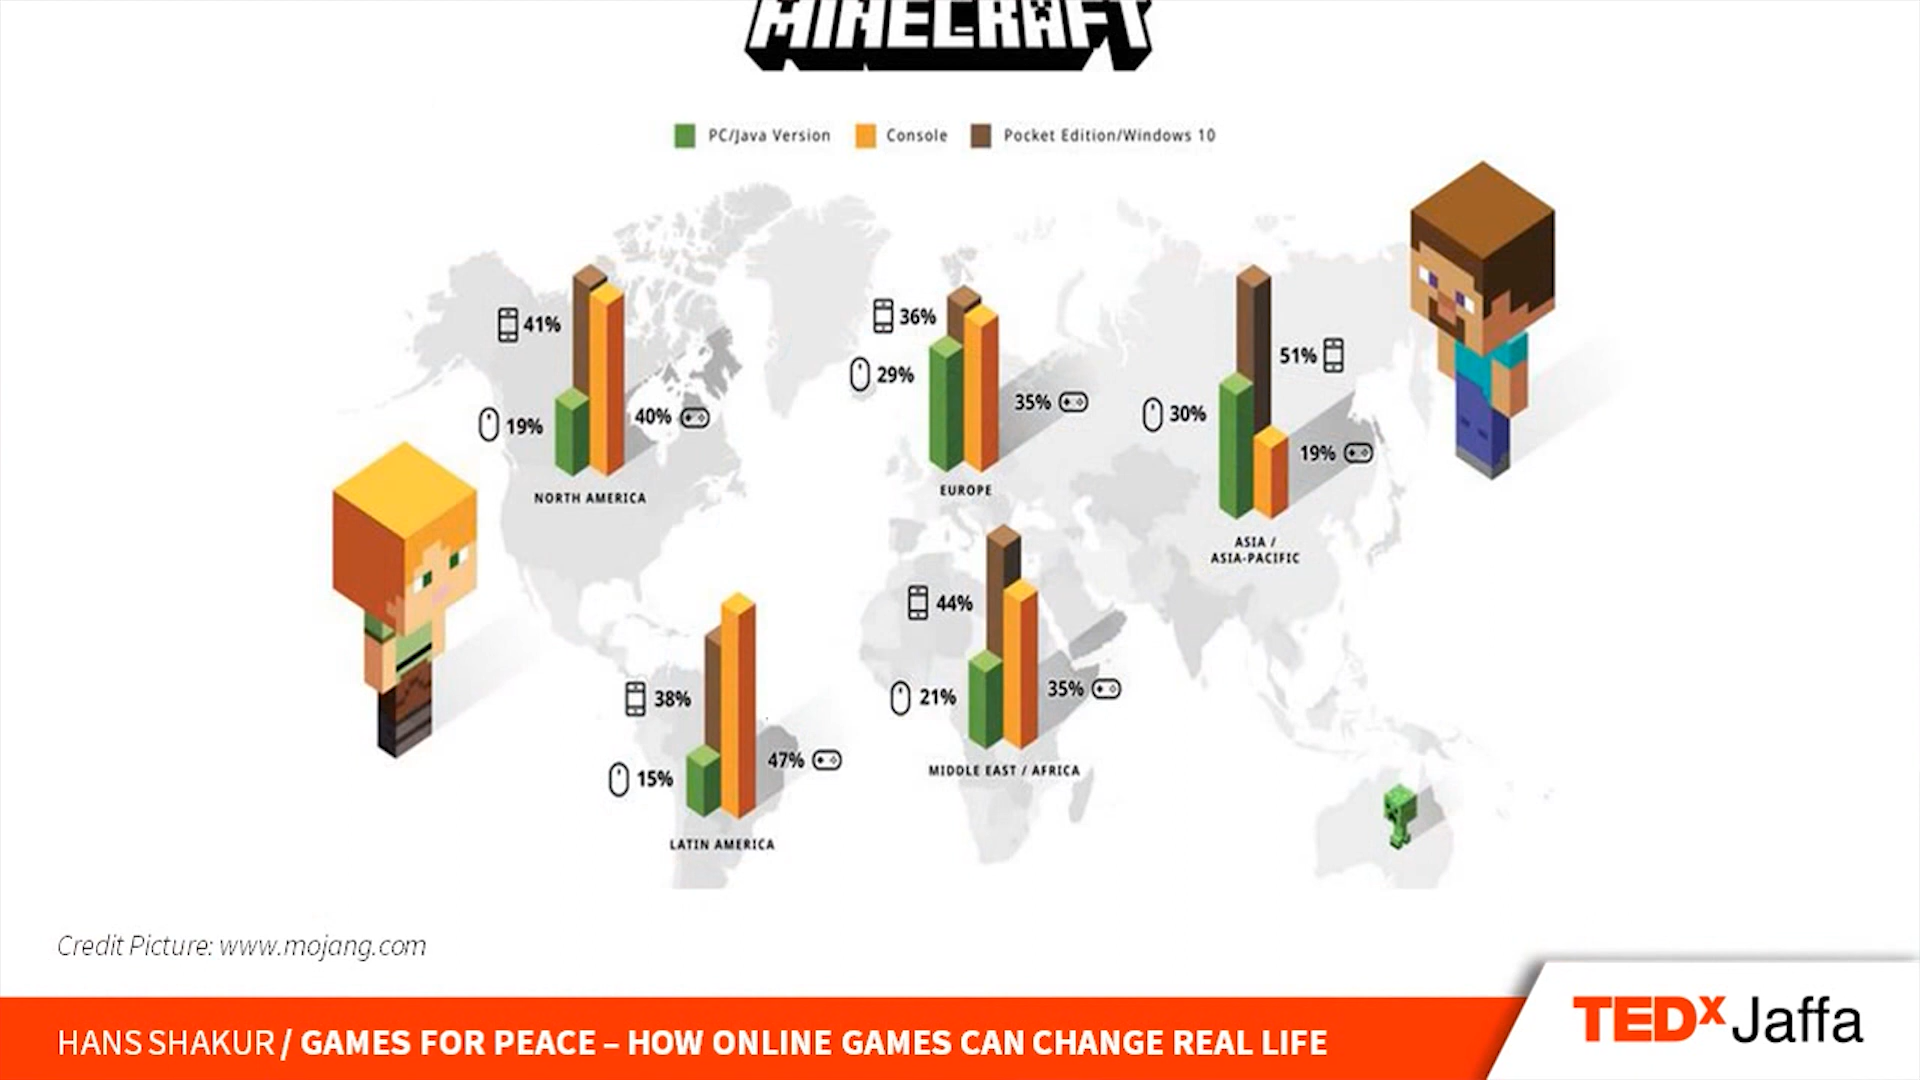 MINECRAFT
PC/Java Version
Console
Pocket Edition/Windows 10
41%
19%
40%
NORTH AMERICA
36%
29%
35%
EUROPE
51%
30%
19%
ASIA /
ASIA-PACIFIC
38%
15%
47%
LATIN AMERICA
44%
21%
35%
MIDDLE EAST / AFRICA
Credit Picture: www.mojang.com
HANS SHAKUR / GAMES FOR PEACE – HOW ONLINE GAMES CAN CHANGE REAL LIFE
TEDx Jaffa